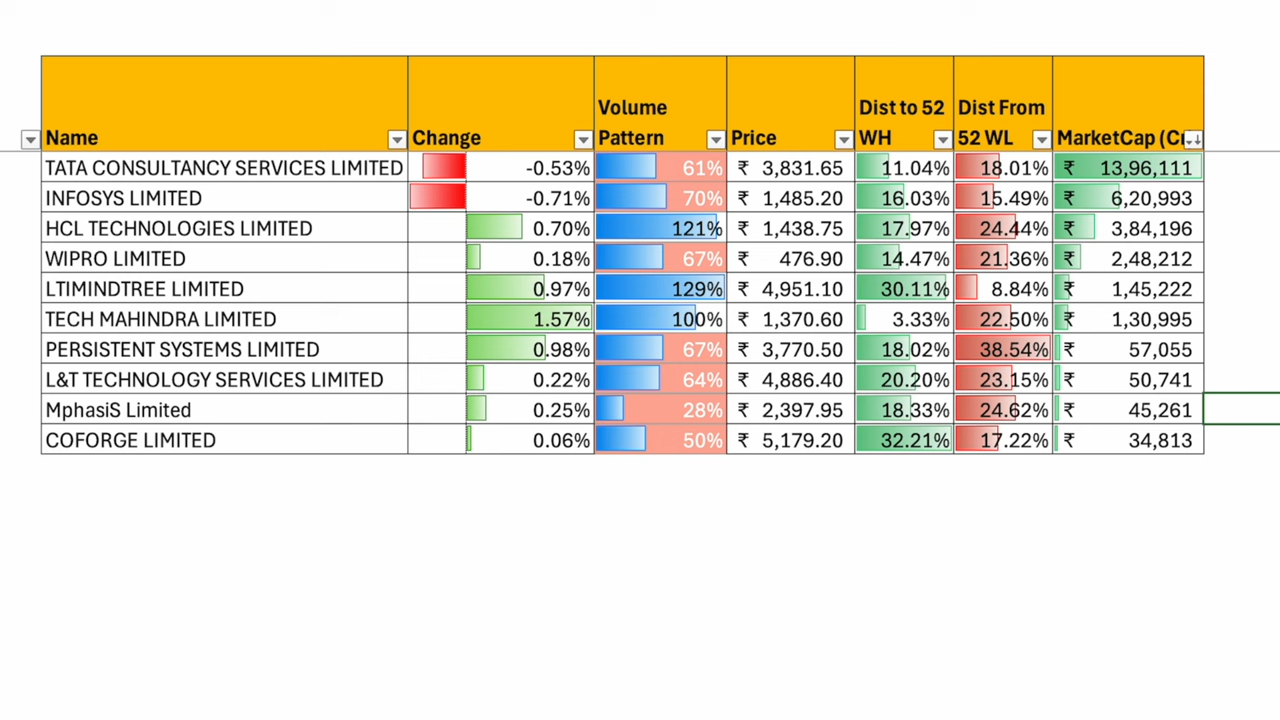 Name Change Volume Pattern Price Dist to 52 WH Dist From 52 WL MarketCap (Cr
TATA CONSULTANCY SERVICES LIMITED -0.53% 61% ₹ 3,831.65 11.04% 18.01% ₹ 13,96,111
INFOSYS LIMITED -0.71% 70% ₹ 1,485.20 16.03% 15.49% ₹ 6,20,993
HCL TECHNOLOGIES LIMITED 0.70% 121% ₹ 1,438.75 17.97% 24.44% ₹ 3,84,196
WIPRO LIMITED 0.18% 67% ₹ 476.90 14.47% 21.36% ₹ 2,48,212
LTIMINDTREE LIMITED 0.97% 129% ₹ 4,951.10 30.11% 8.84% ₹ 1,45,222
TECH MAHINDRA LIMITED 1.57% 100% ₹ 1,370.60 3.33% 22.50% ₹ 1,30,995
PERSISTENT SYSTEMS LIMITED 0.98% 67% ₹ 3,770.50 18.02% 38.54% ₹ 57,055
L&T TECHNOLOGY SERVICES LIMITED 0.22% 64% ₹ 4,886.40 20.20% 23.15% ₹ 50,741
MphasiS Limited 0.25% 28% ₹ 2,397.95 18.33% 24.62% ₹ 45,261
COFORGE LIMITED 0.06% 50% ₹ 5,179.20 32.21% 17.22% ₹ 34,813